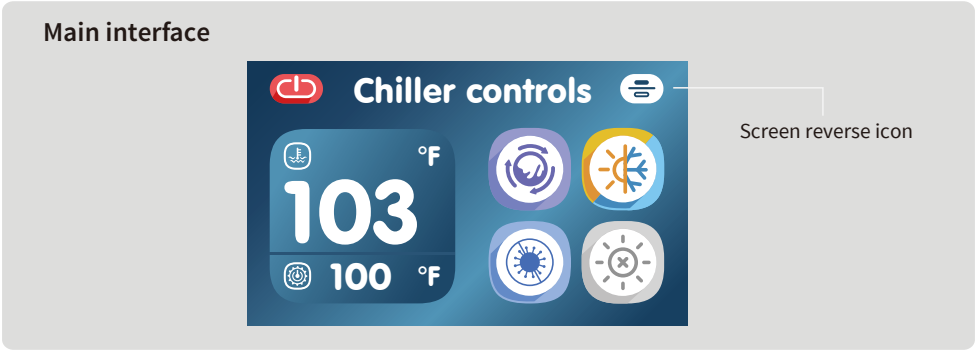 Main interface
Chiller controls
Screen reverse icon
°F
103
100 °F